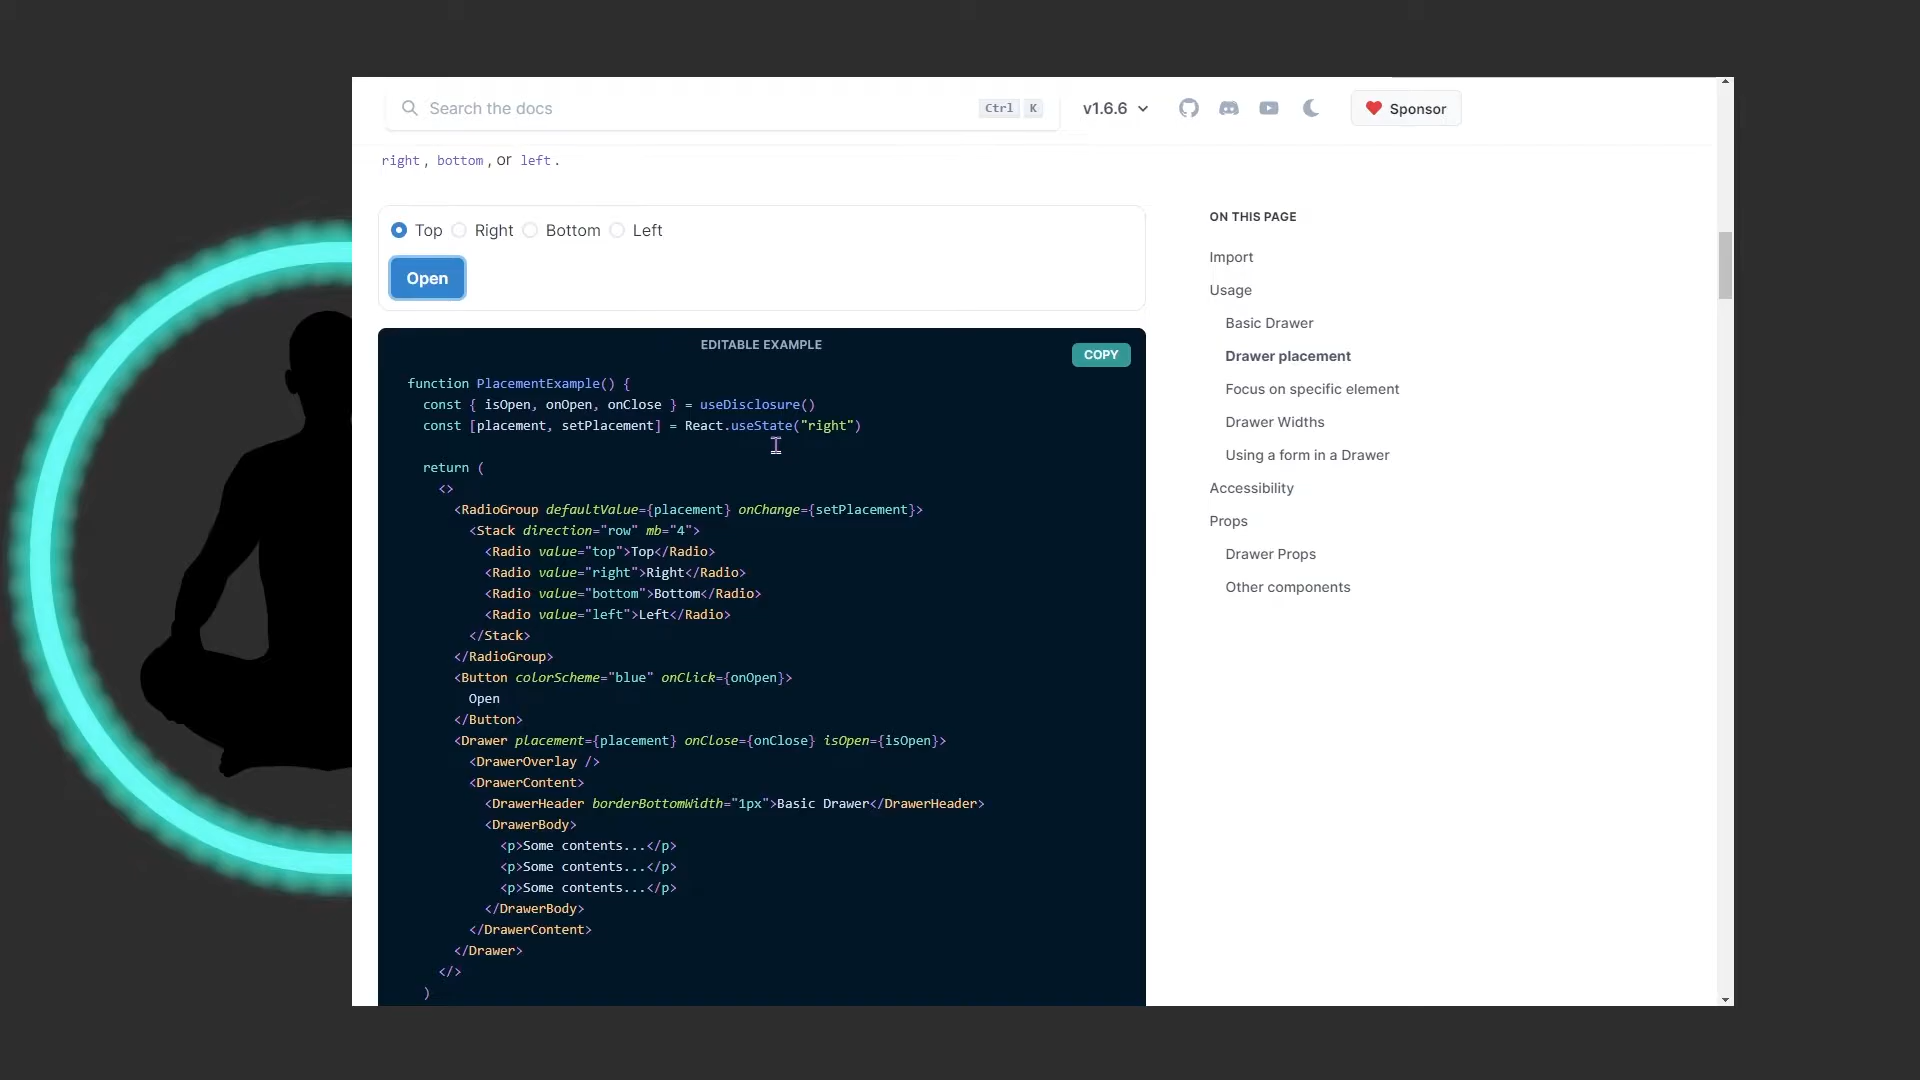 Search the docs
Ctrl K
v1.6.6
Sponsor
right, bottom, or left.
Top Right Bottom Left
Open
EDITABLE EXAMPLE
COPY
function PlacementExample() {
  const { isOpen, onOpen, onClose } = useDisclosure()
  const [placement, setPlacement] = React.useState("right")
  return (
    <>
      <RadioGroup defaultValue={placement} onChange={setPlacement}>
        <Stack direction="row" mb="4">
          <Radio value="top">Top</Radio>
          <Radio value="right">Right</Radio>
          <Radio value="bottom">Bottom</Radio>
          <Radio value="left">Left</Radio>
        </Stack>
      </RadioGroup>
      <Button colorScheme="blue" onClick={onOpen}>
        Open
      </Button>
      <Drawer placement={placement} onClose={onClose} isOpen={isOpen}>
        <DrawerOverlay />
        <DrawerContent>
          <DrawerHeader borderBottomWidth="1px">Basic Drawer</DrawerHeader>
          <DrawerBody>
            <p>Some contents...</p>
            <p>Some contents...</p>
            <p>Some contents...</p>
          </DrawerBody>
        </DrawerContent>
      </Drawer>
    </>
  )
ON THIS PAGE
Import
Usage
Basic Drawer
Drawer placement
Focus on specific element
Drawer Widths
Using a form in a Drawer
Accessibility
Props
Drawer Props
Other components